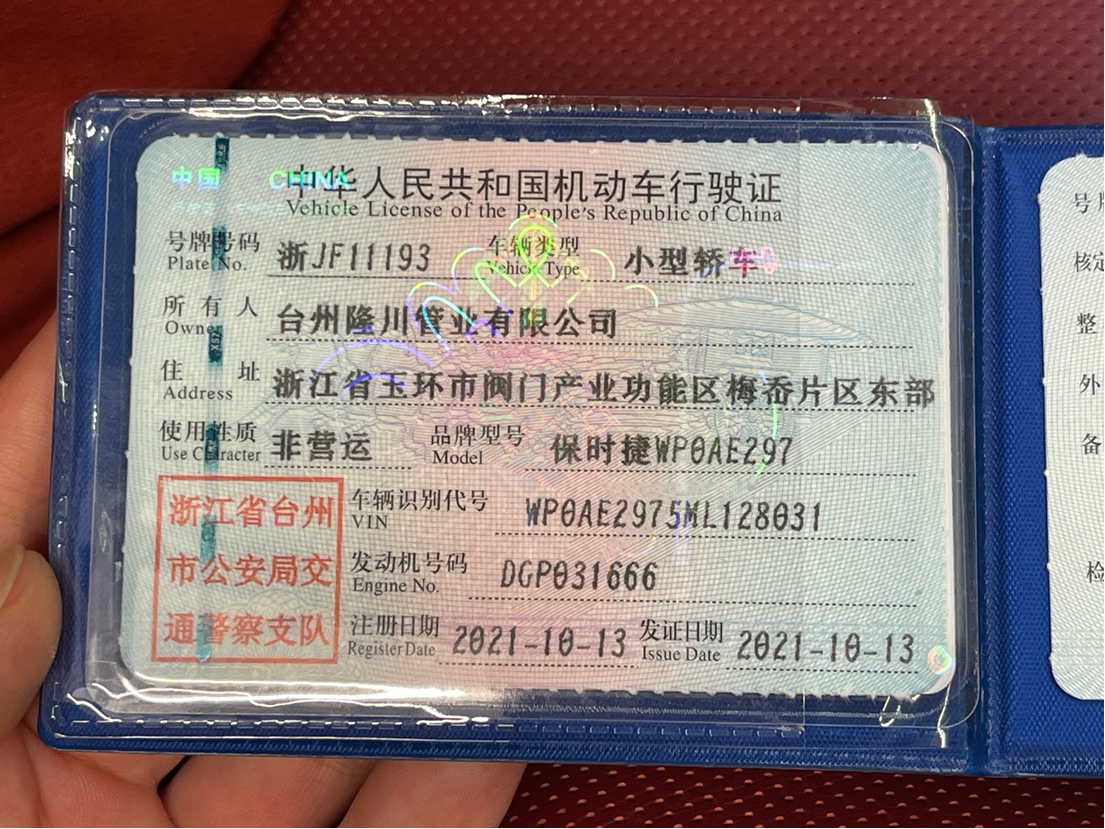 中国 CHINA
中华人民共和国机动车行驶证
Vehicle License of the People's Republic of China
号牌号码 浙JF11193 车辆类型 小型轿车
Plate No. Vehicle Type
所有人 台州隆川管业有限公司
Owner
住址 浙江省玉环市阀门产业功能区梅岙片区东部
Address
使用性质 非营运 品牌型号 保时捷WP0AE297
Use Character Model
浙江省台州 车辆识别代号 WP0AE2975ML128031
VIN
市公安局交 发动机号码 DGP031666
Engine No.
通警察支队 注册日期 2021-10-13 发证日期 2021-10-13
Register Date Issue Date
号
核定
整
外
备
检